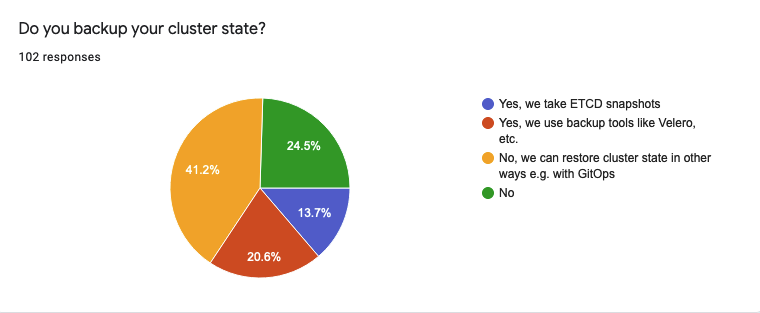 Do you backup your cluster state?
102 responses
24.5%
41.2%
13.7%
20.6%
Yes, we take ETCD snapshots
Yes, we use backup tools like Velero,
etc.
No, we can restore cluster state in other
ways e.g. with GitOps
No